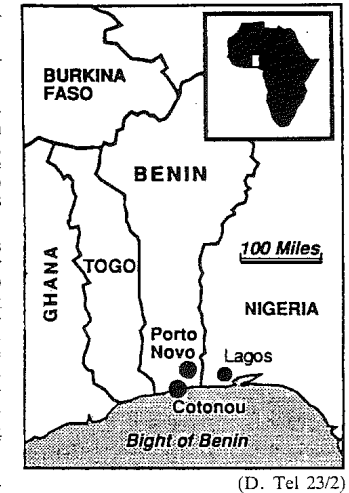 BURKINA
FASO
BENIN
GHANA
TOGO
100 Miles
NIGERIA
Porto
Novo
Lagos
Cotonou
Bight of Benin
(D. Tel 23/2)